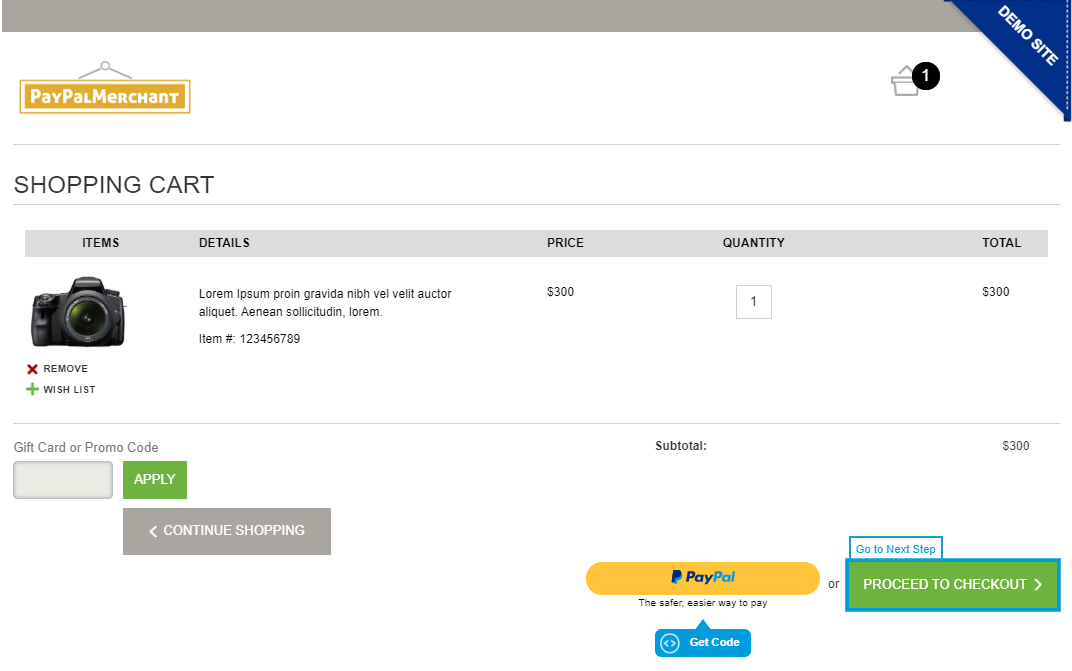 DEMO SITE
PayPalMerchant
1
SHOPPING CART
ITEMS DETAILS PRICE QUANTITY TOTAL
Lorem Ipsum proin gravida nibh vel velit auctor
aliquet. Aenean sollicitudin, lorem.
$300
1
$300
Item #: 123456789
REMOVE
WISH LIST
Gift Card or Promo Code
Subtotal: $300
APPLY
CONTINUE SHOPPING
Go to Next Step
PayPal
or
PROCEED TO CHECKOUT
The safer, easier way to pay
Get Code